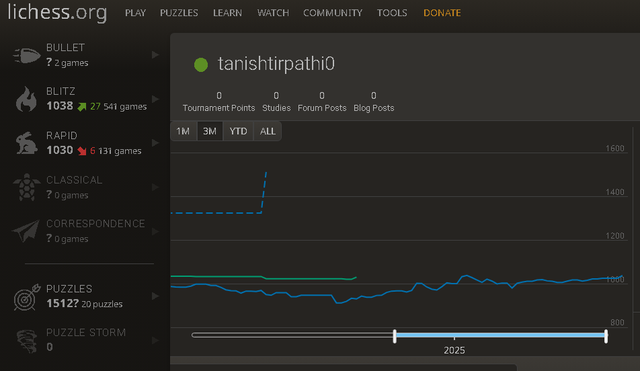 lichess.org PLAY PUZZLES LEARN WATCH COMMUNITY TOOLS DONATE
BULLET
? 2 games
BLITZ
1038 27 541 games
RAPID
1030 6 131 games
CLASSICAL
? 0 games
CORRESPONDENCE
? 0 games
PUZZLES
1512? 20 puzzles
PUZZLE STORM
0
tanishtirpathi0
0 0 0 0
Tournament Points Studies Forum Posts Blog Posts
1M 3M YTD ALL
1600
1400
1200
1000
800
2025